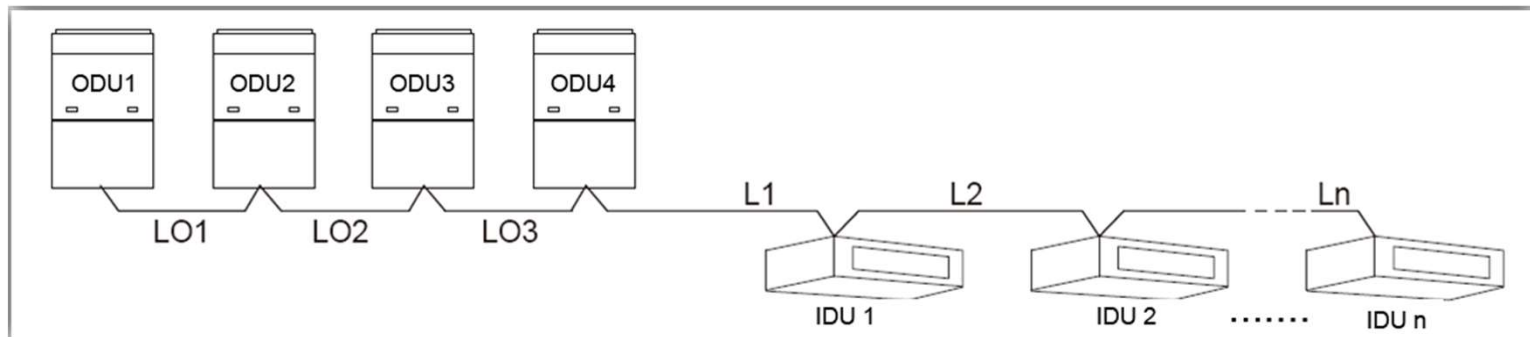 ODU1 ODU2 ODU3 ODU4
L1 L2 Ln
LO1 LO2 LO3
IDU 1 IDU 2 ....... IDU n